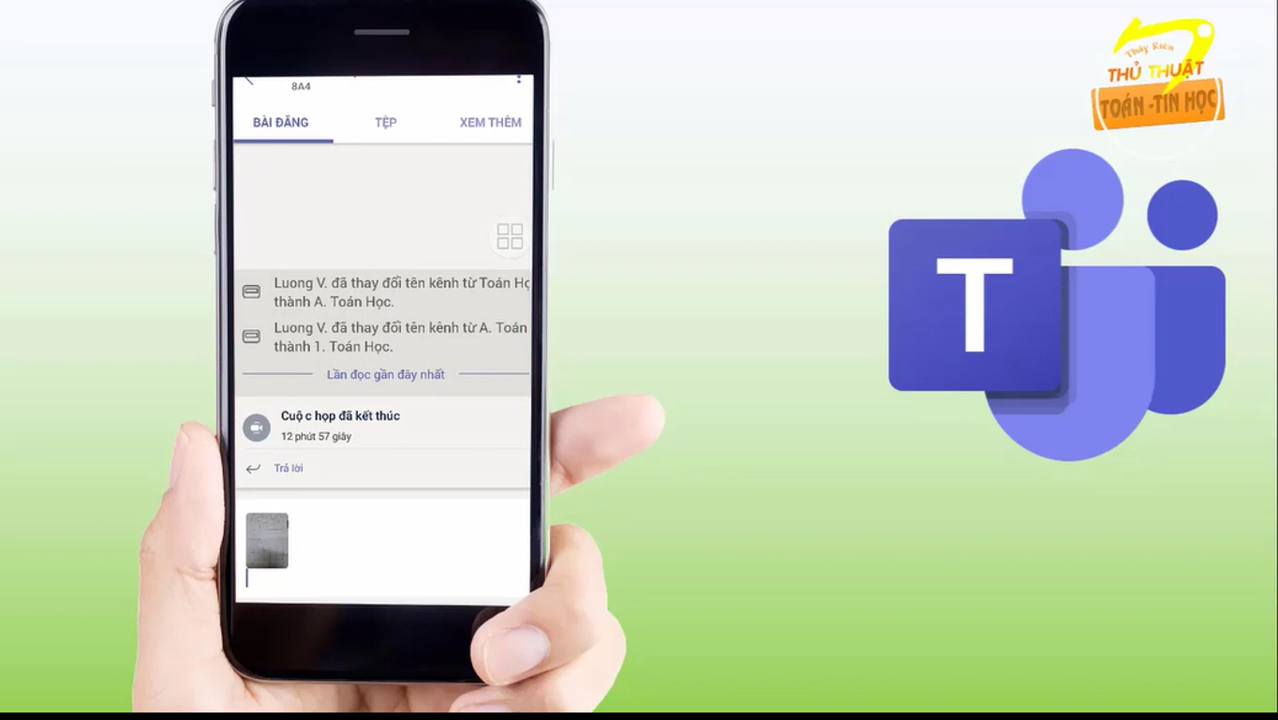 8A4
BÀI ĐĂNG
TỆP
XEM THÊM
Luong V. đã thay đổi tên kênh từ Toán Họ
thành A. Toán Học.
Luong V. đã thay đổi tên kênh từ A. Toán
thành 1. Toán Học.
Lần đọc gần đây nhất
Cuộc họp đã kết thúc
12 phút 57 giây
Trả lời
Thầy Kiên
THỦ THUẬT
TOÁN -TIN HỌC
T